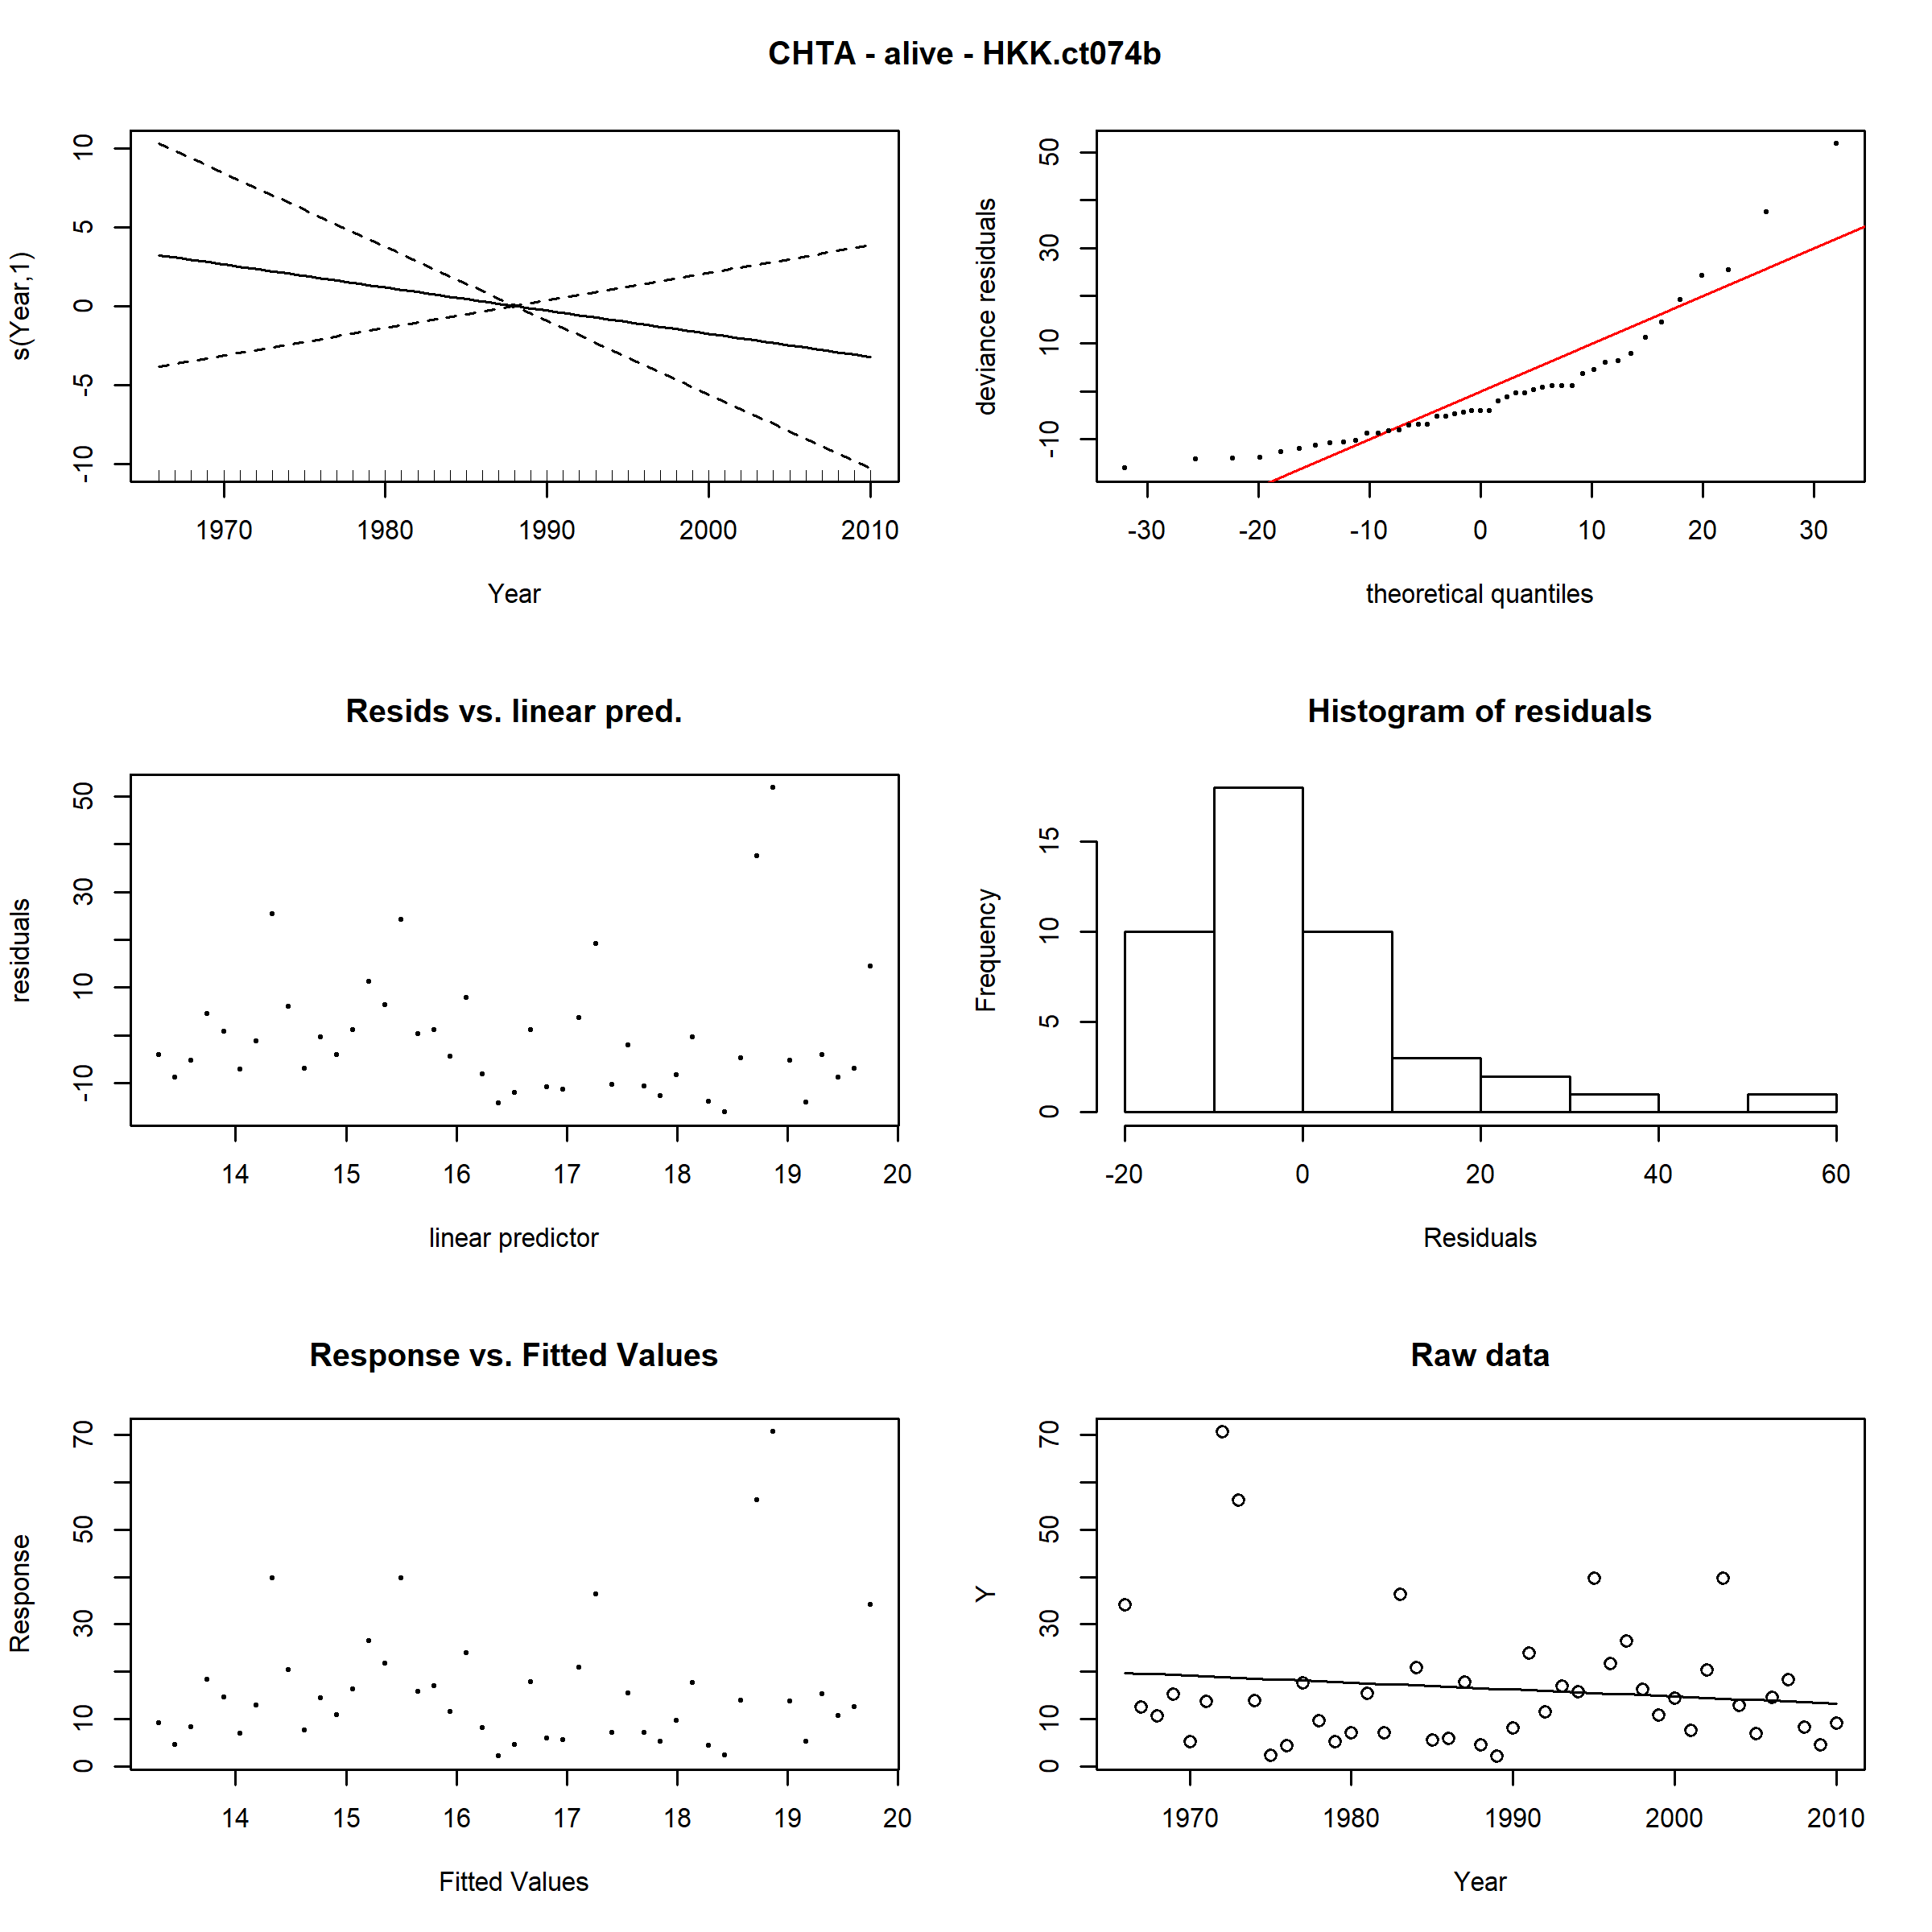 CHTA - alive - HKK.ct074b
s(Year,1)
10
5
0
-5
-10
1970 1980 1990 2000 2010
Year
deviance residuals
50
30
10
-10
-30 -20 -10 0 10 20 30
theoretical quantiles
Resids vs. linear pred.
residuals
50
30
10
-10
14 15 16 17 18 19 20
linear predictor
Histogram of residuals
Frequency
15
10
5
0
-20 0 20 40 60
Residuals
Response vs. Fitted Values
Response
70
50
30
10
0
14 15 16 17 18 19 20
Fitted Values
Raw data
Y
70
50
30
10
0
1970 1980 1990 2000 2010
Year